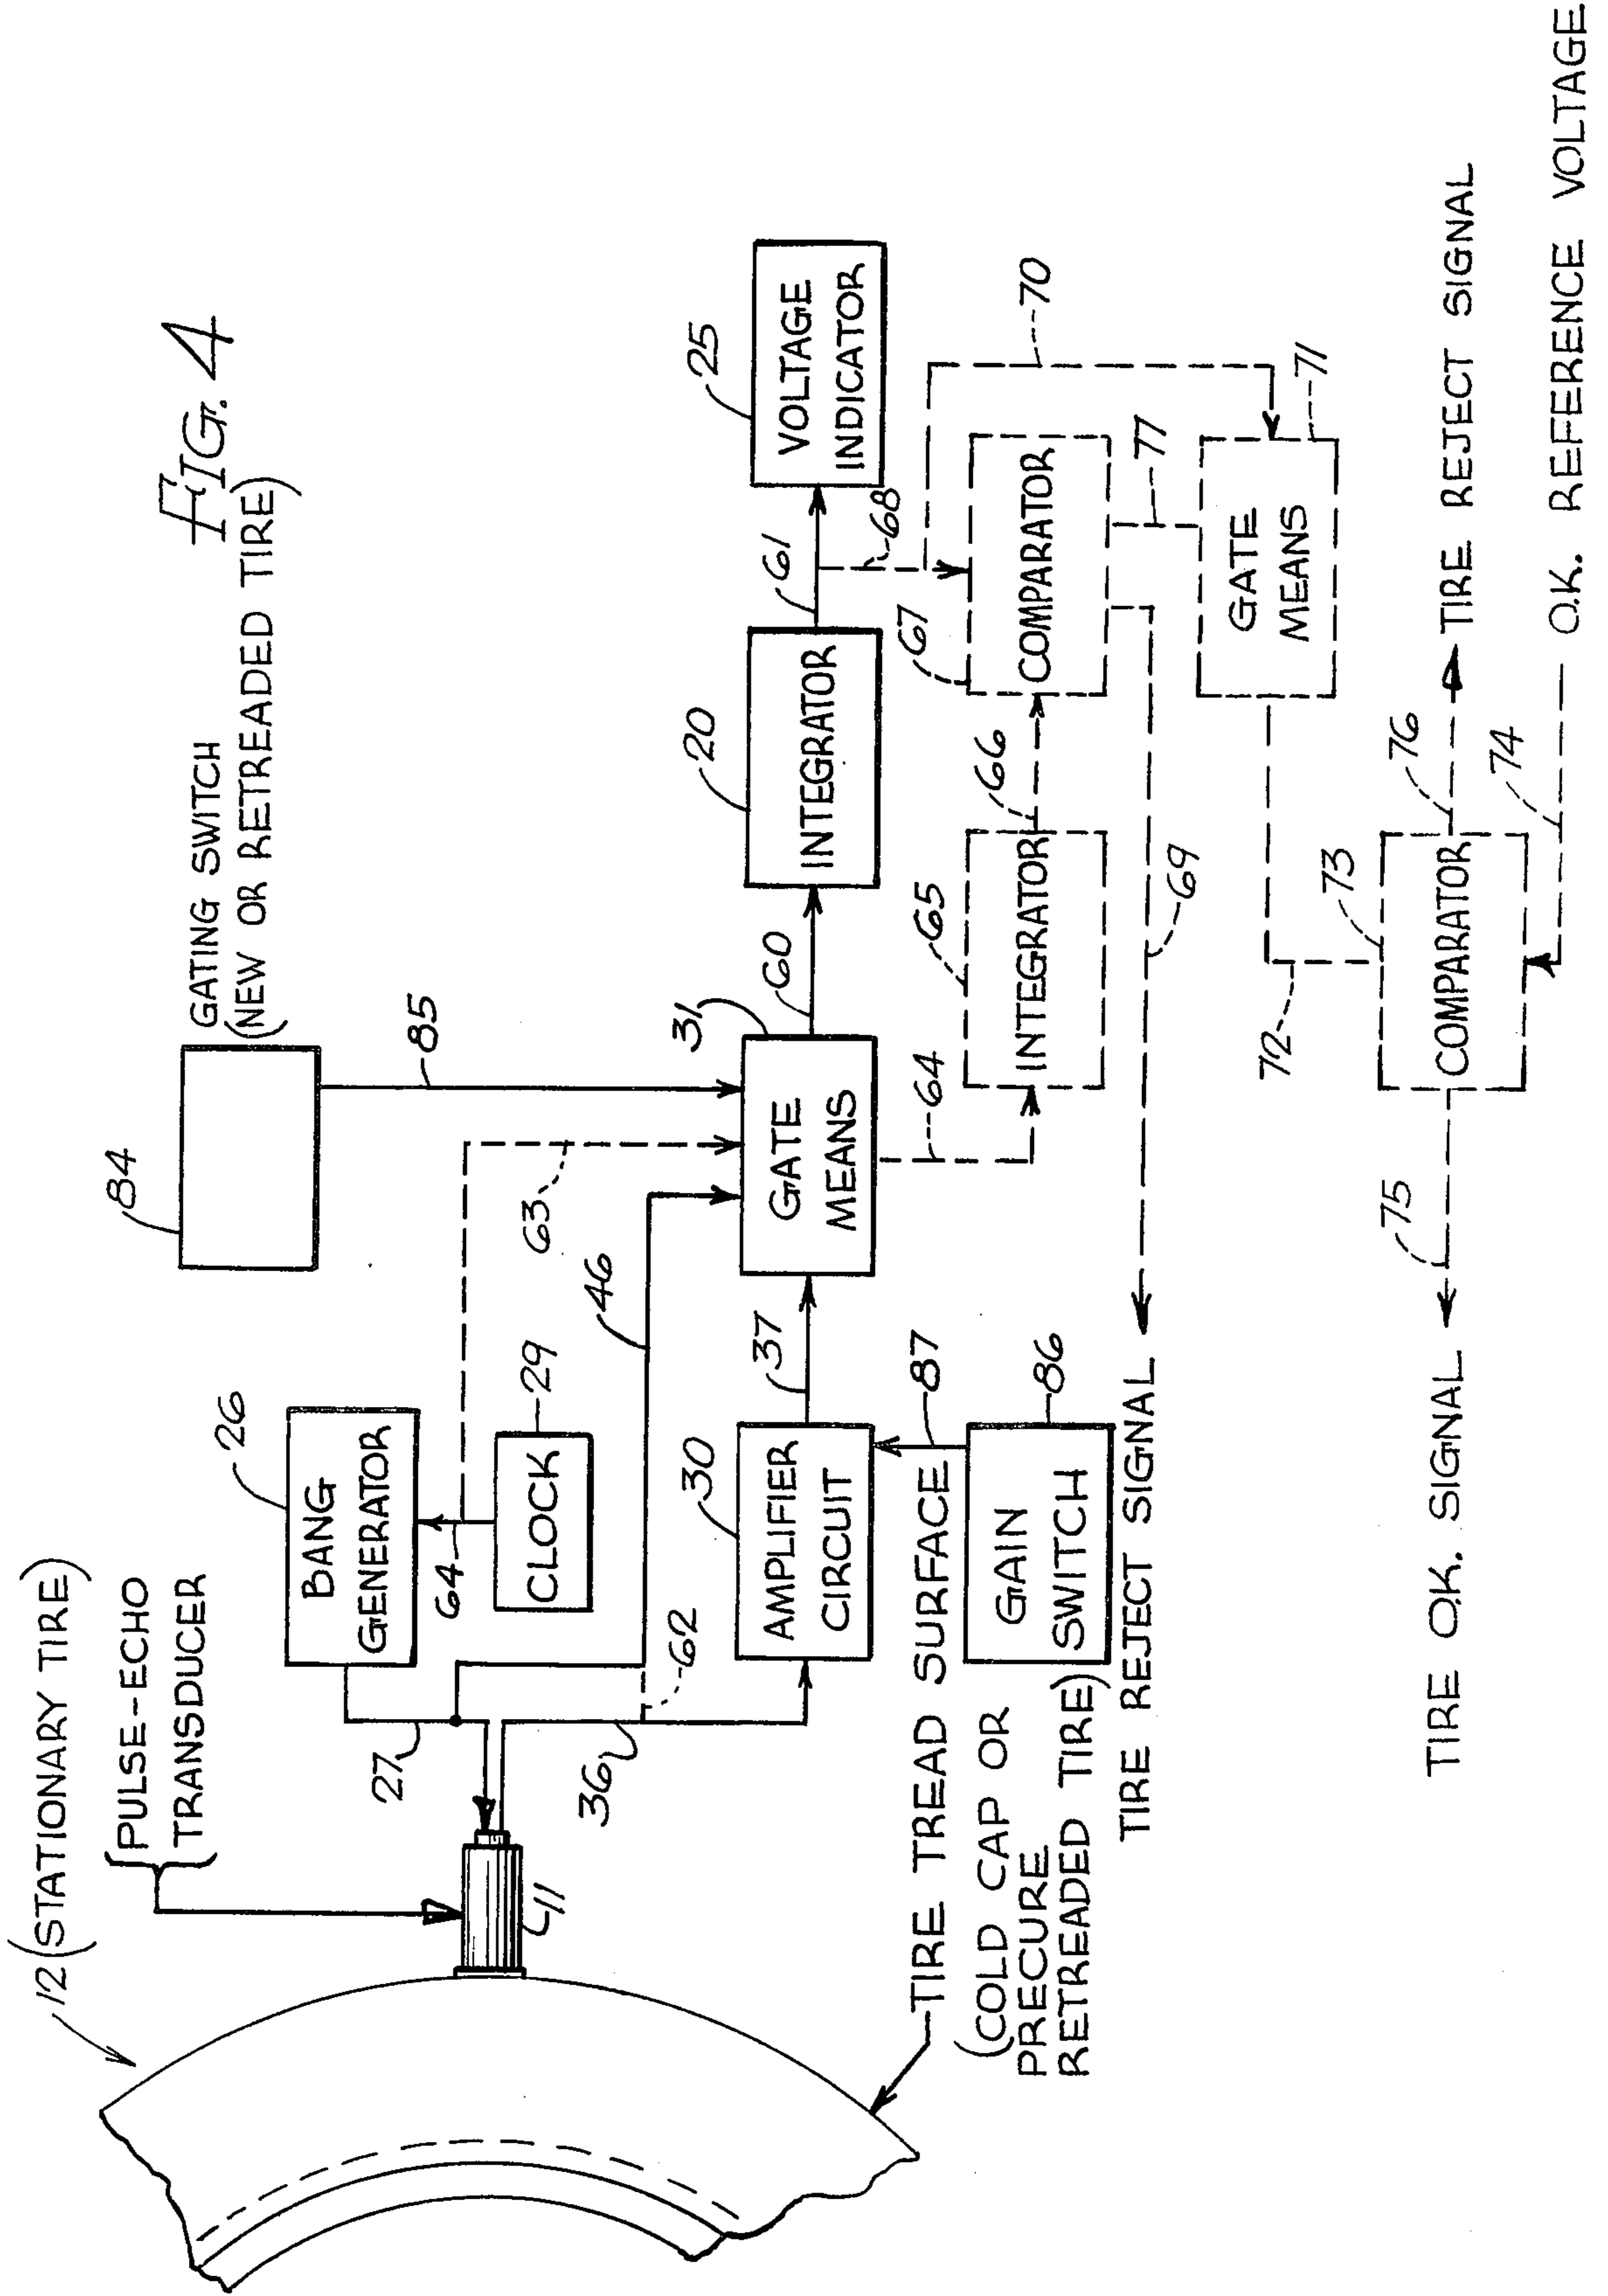 FIG. 4
12 (STATIONARY TIRE)
PULSE-ECHO
TRANSDUCER
11
27
36
62
26
BANG
GENERATOR
64
CLOCK
29
46
63
84
GATING SWITCH
(NEW OR RETREADED TIRE)
85
30
AMPLIFIER
CIRCUIT
37
87
GAIN
SWITCH
86
31
GATE
MEANS
60
20
INTEGRATOR
61
25
VOLTAGE
INDICATOR
64
65
INTEGRATOR
66
67
COMPARATOR
68
70
77
GATE
MEANS
71
69
TIRE REJECT SIGNAL
72
73
COMPARATOR
74
O.K. REFERENCE VOLTAGE
75
TIRE O.K. SIGNAL
76
TIRE REJECT SIGNAL
TIRE TREAD SURFACE
(COLD CAP OR
PRECURE
RETREADED TIRE)